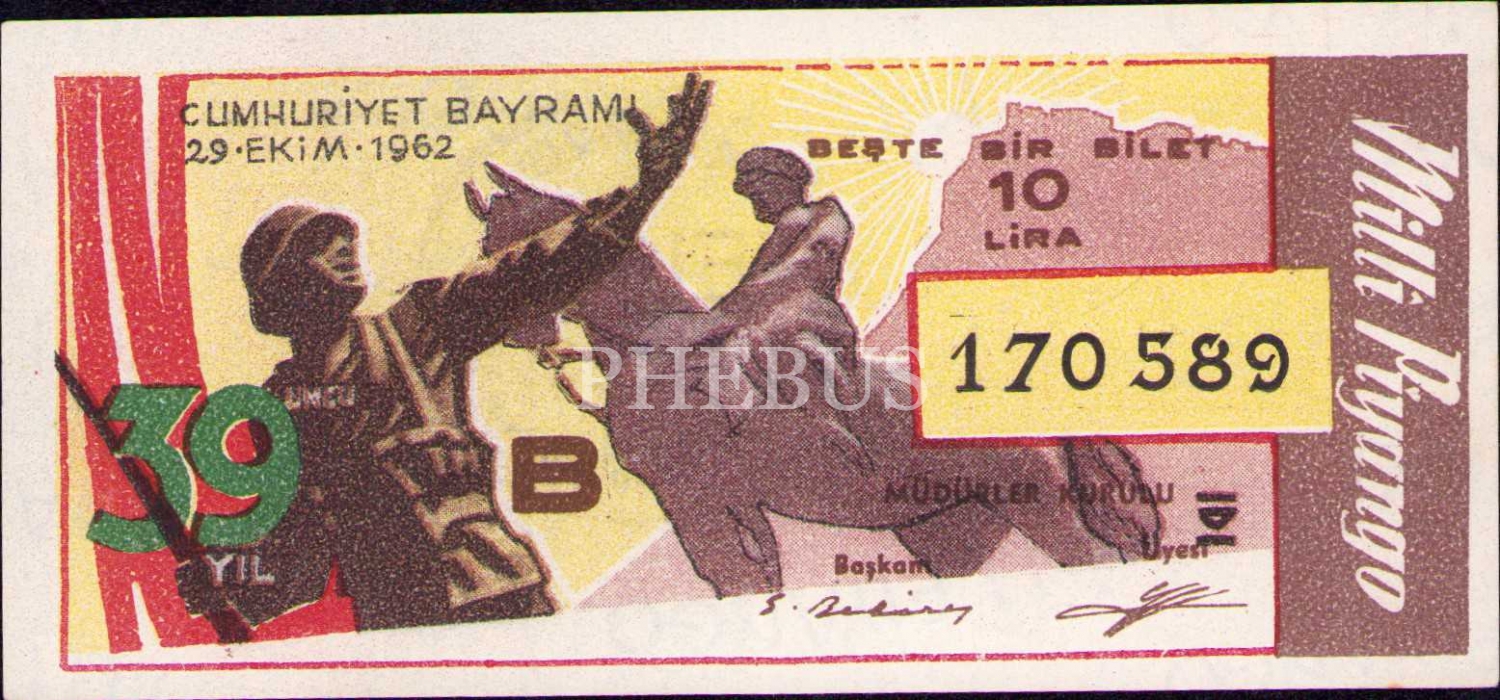 CUMHURİYET BAYRAMI
29·EKİM·1962
BEŞTE BİR BİLET
10
LİRA
170589
39
UNCU
YIL
B
PHEBUS
MÜDÜRLER KURULU
Başkan
Üyesi
Milli Piyango